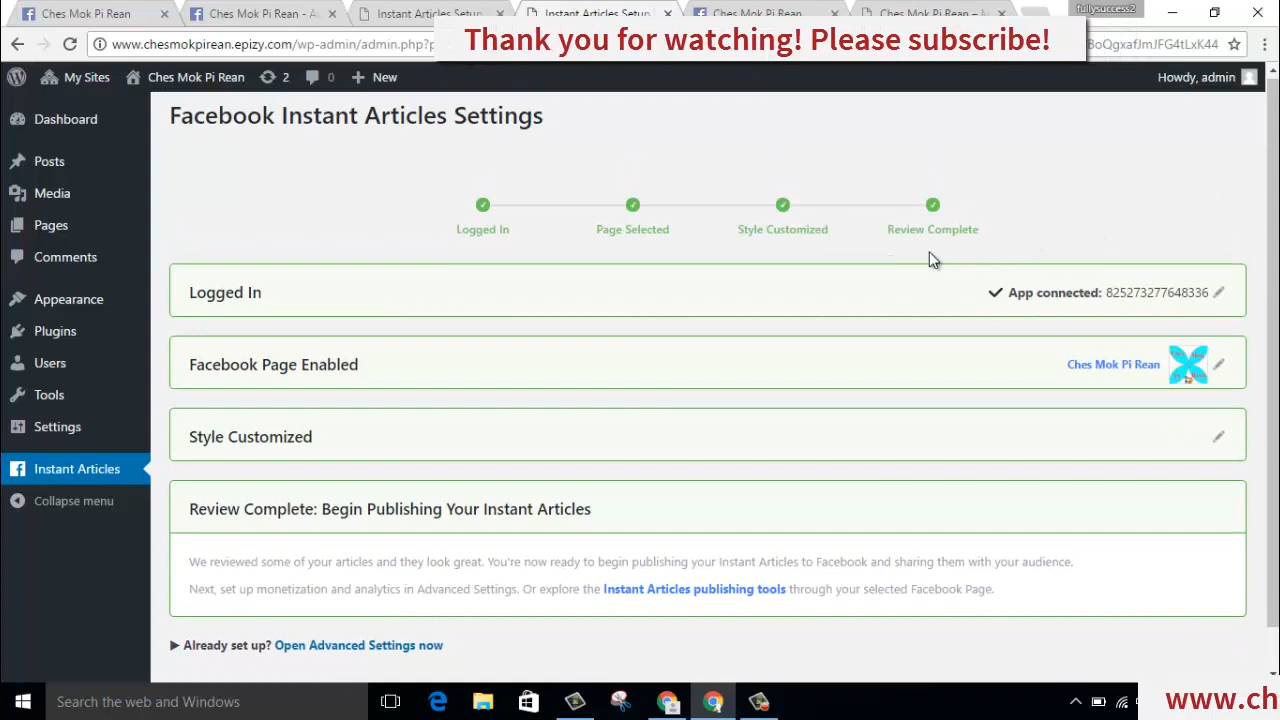 Ches Mok Pi Rean
Ches Mok Pi Rean - A
Instant Articles Setup
Instant Articles Setup
Ches Mok Pi Rean
Ches Mok Pi Rean – M
fullysuccess2
www.chesmokpirean.epizy.com/wp-admin/admin.php?p
BoQgxafJmJFG4tLxK44
Thank you for watching! Please subscribe!
My Sites
Ches Mok Pi Rean
2
0
New
Howdy, admin
Dashboard
Posts
Media
Pages
Comments
Appearance
Plugins
Users
Tools
Settings
Instant Articles
Collapse menu
Facebook Instant Articles Settings
Logged In
Page Selected
Style Customized
Review Complete
Logged In
App connected: 825273277648336
Facebook Page Enabled
Ches Mok Pi Rean
Style Customized
Review Complete: Begin Publishing Your Instant Articles
We reviewed some of your articles and they look great. You're now ready to begin publishing your Instant Articles to Facebook and sharing them with your audience.
Next, set up monetization and analytics in Advanced Settings. Or explore the Instant Articles publishing tools through your selected Facebook Page.
Already set up? Open Advanced Settings now
Search the web and Windows
www.ch